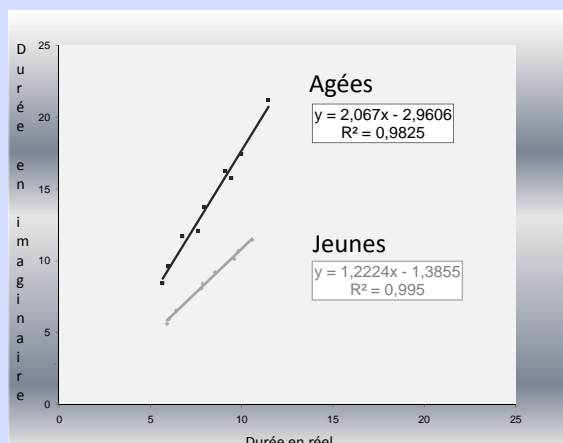 Durée en imaginaire
25
20
15
10
5
0
Agées
y = 2,067x - 2,9606
R² = 0,9825
Jeunes
y = 1,2224x - 1,3855
R² = 0,995
0 5 10 15 20 25
Durée en réel